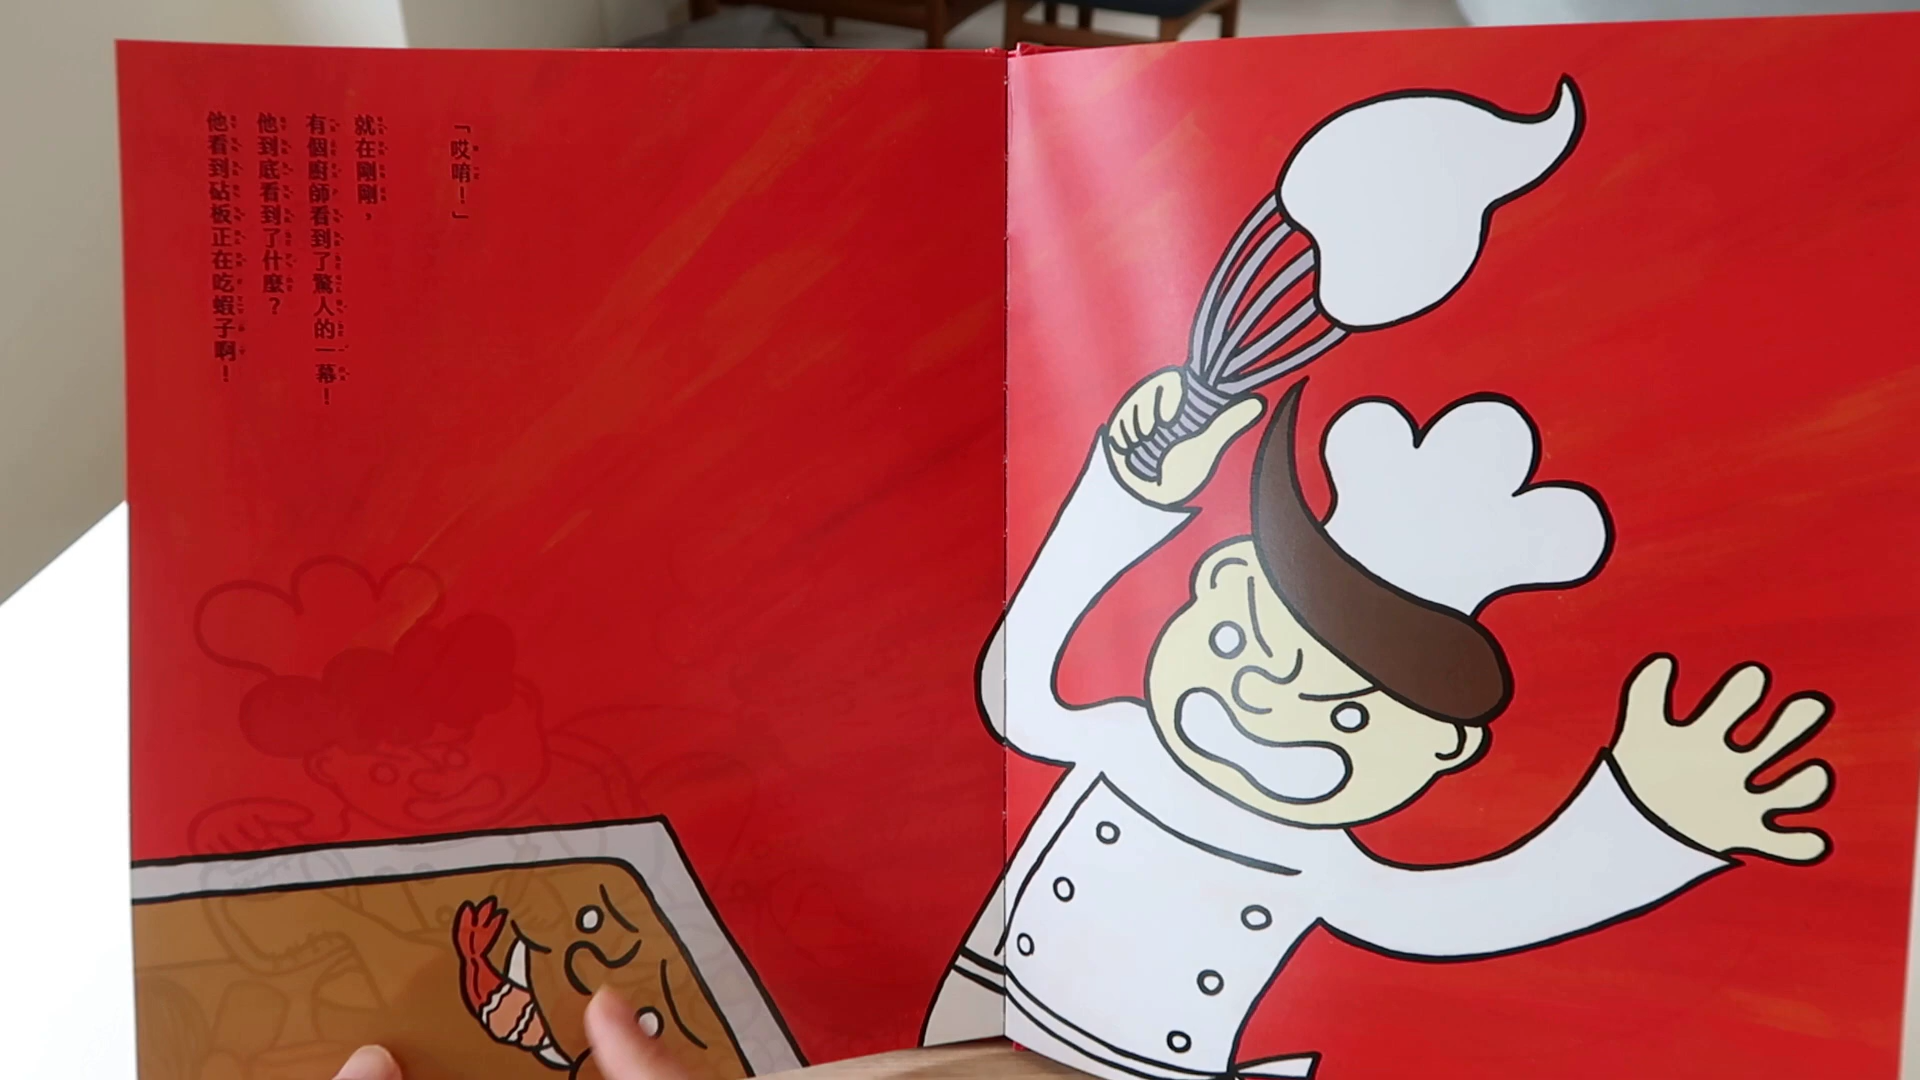 「哎唷！」
就在剛剛，
有個廚師看到了驚人的一幕！
他到底看到了什麼？
他看到砧板正在吃蝦子啊！